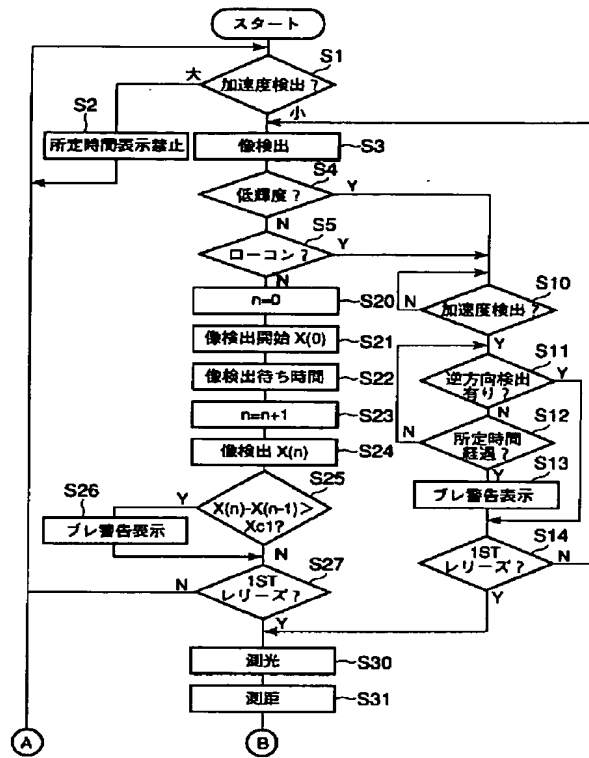 スタート
S1
大
加速度検出？
S2
小
所定時間表示禁止
像検出
S3
S4
低輝度？
Y
N
S5
ローコン？
Y
N
n=0
S20
S10
N
加速度検出？
像検出開始 X(0)
S21
Y
S11
像検出待ち時間
S22
逆方向検出
有り？
Y
N
n=n+1
S23
S12
N
所定時間
経過？
像検出 X(n)
S24
Y
S13
S25
S26
Y
X(n)-X(n-1)>
Xc1?
ブレ警告表示
ブレ警告表示
N
S27
S14
N
1ST
レリーズ？
1ST
レリーズ？
N
Y
Y
測光
S30
測距
S31
A
B